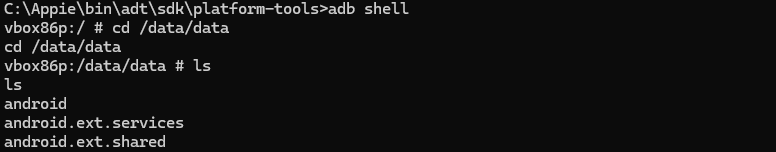 C:\Appie\bin\adt\sdk\platform-tools>adb shell
vbox86p:/ # cd /data/data
cd /data/data
vbox86p:/data/data # ls
ls
android
android.ext.services
android.ext.shared